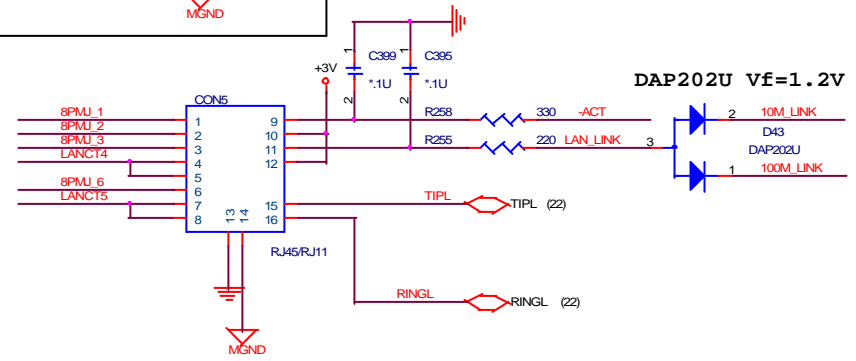 MGND
+3V
1 C399 1 C395
*.1U *.1U
2 2
DAP202U Vf=1.2V
CON5
8PMJ_1 1 9 R258 330 -ACT 2 10M_LINK
8PMJ_2 2 10 D43
8PMJ_3 3 11 R255 220 LAN_LINK 3 DAP202U
LANCT4 4 12 1 100M_LINK
5
8PMJ_6 6
LANCT5 7 15 TIPL TIPL (22)
8 13 14 16
RJ45/RJ11
RINGL RINGL (22)
MGND